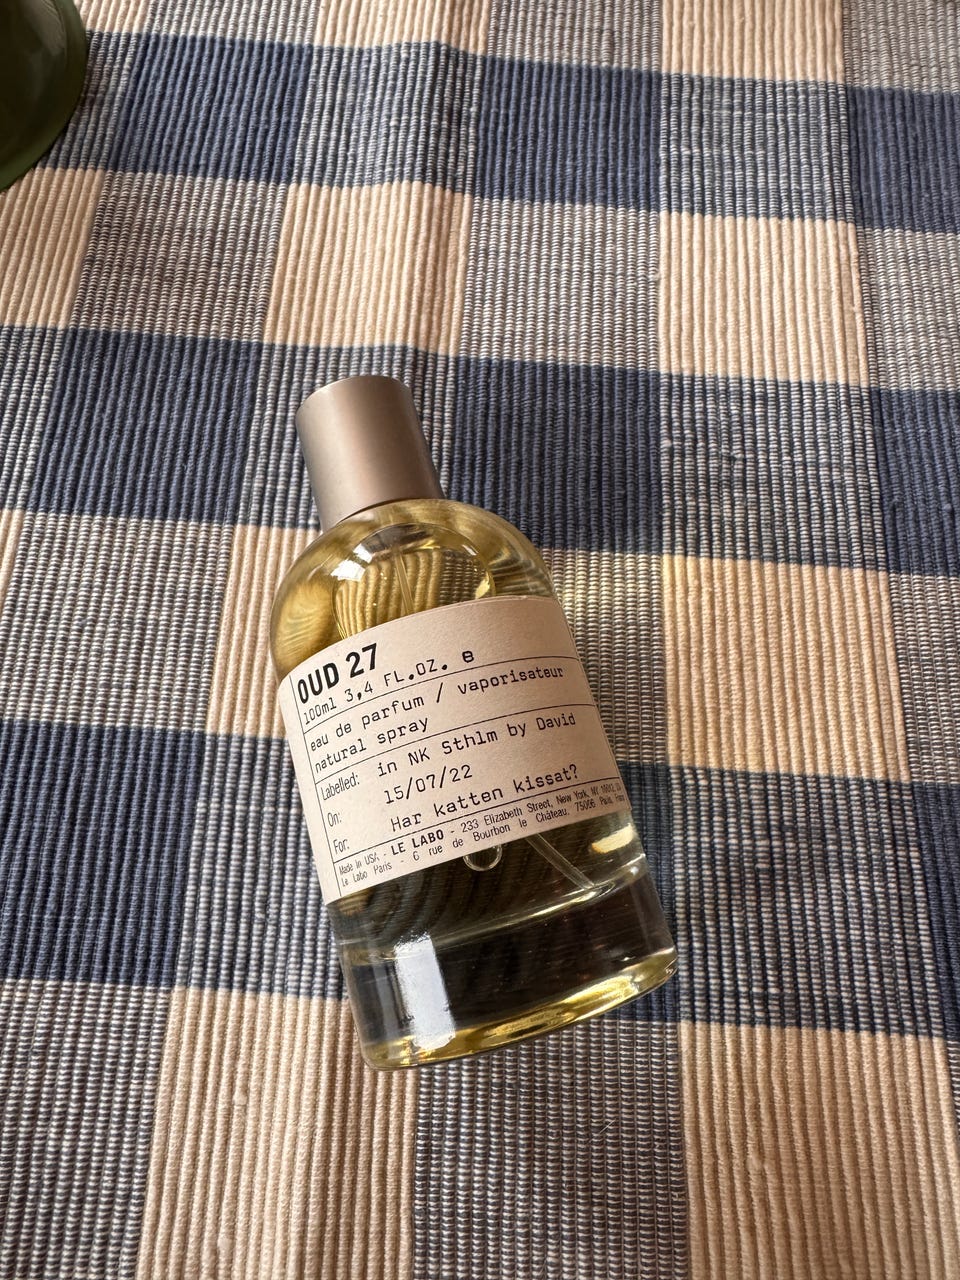 OUD 27
100ml 3,4 FL.OZ. e
eau de parfum / vaporisateur
natural spray
Labelled: in NK Sthlm by David
On: 15/07/22
For: Har katten kissat?
Made in USA - LE LABO - 233 Elizabeth Street, New York, NY
Le Labo Paris - 6 rue de Bourbon le Château. 75006 Paris,